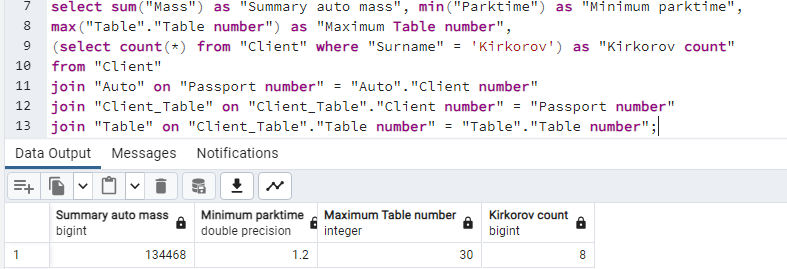 7 select sum("Mass") as "Summary auto mass", min("Parktime") as "Minimum parktime",
8 max("Table"."Table number") as "Maximum Table number",
9 (select count(*) from "Client" where "Surname" = 'Kirkorov') as "Kirkorov count"
10 from "Client"
11 join "Auto" on "Passport number" = "Auto"."Client number"
12 join "Client_Table" on "Client_Table"."Client number" = "Passport number"
13 join "Table" on "Client_Table"."Table number" = "Table"."Table number";
Data Output Messages Notifications
Summary auto mass Minimum parktime Maximum Table number Kirkorov count
bigint double precision integer bigint
1 134468 1.2 30 8